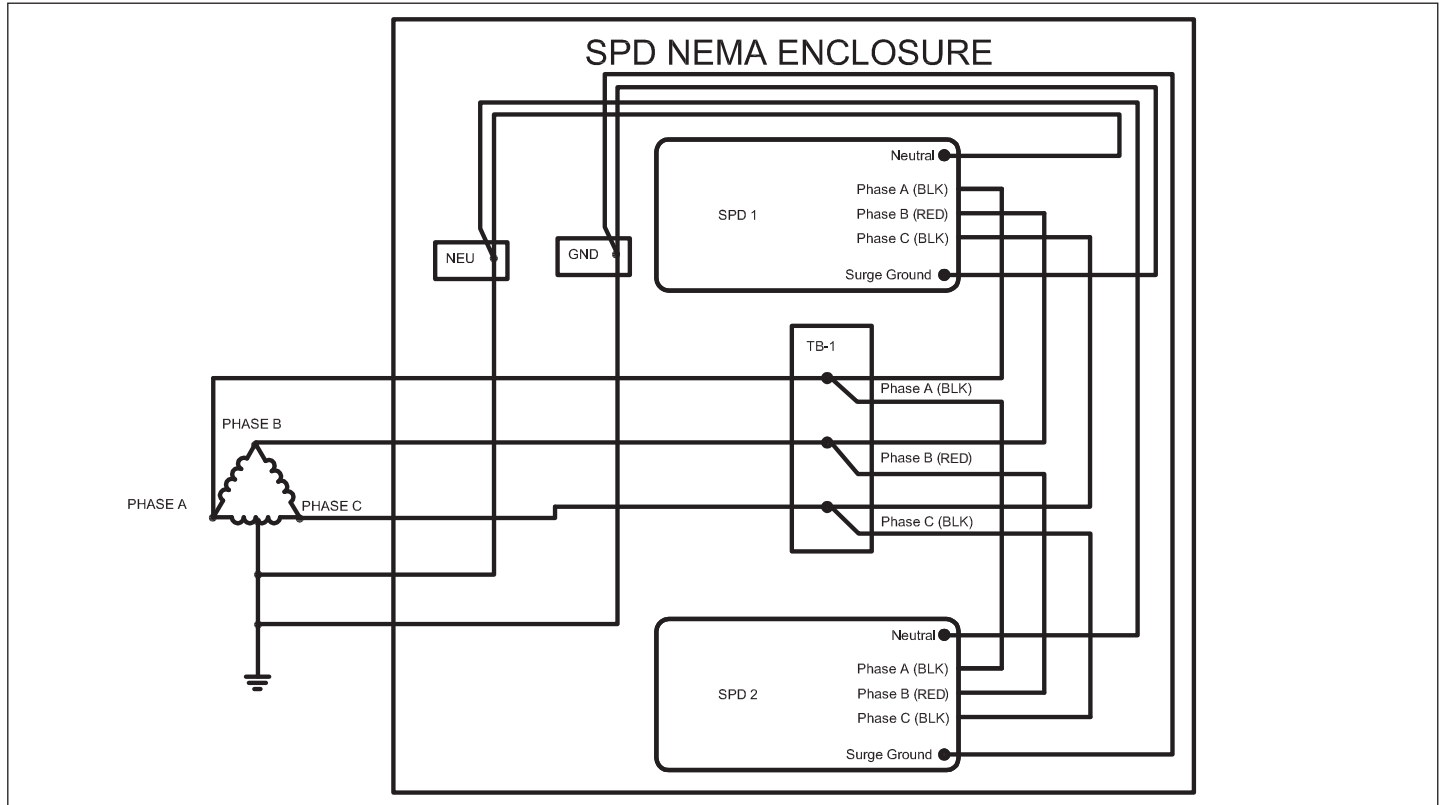 SPD NEMA ENCLOSURE
Neutral
Phase A (BLK)
SPD 1
Phase B (RED)
Phase C (BLK)
NEU
GND
Surge Ground
TB-1
Phase A (BLK)
PHASE B
Phase B (RED)
PHASE A
PHASE C
Phase C (BLK)
Neutral
Phase A (BLK)
SPD 2
Phase B (RED)
Phase C (BLK)
Surge Ground